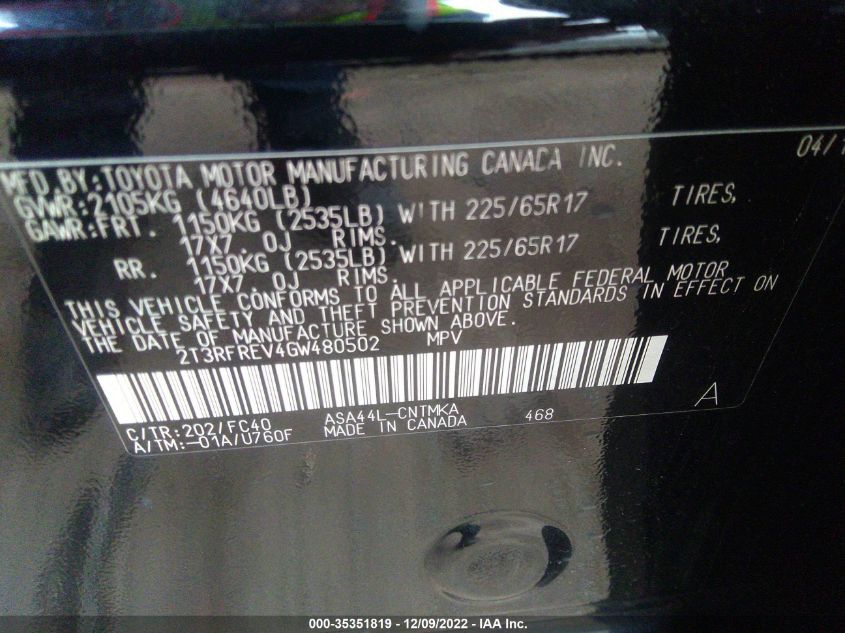 MFD.BY:TOYOTA MOTOR MANUFACTURING CANADA INC. 04/1
GVWR:2105KG (4640LB)
GAWR:FRT. 1150KG (2535LB) WITH 225/65R17 TIRES,
17X7.0J RIMS.
RR. 1150KG (2535LB) WITH 225/65R17 TIRES,
17X7.0J RIMS.
THIS VEHICLE CONFORMS TO ALL APPLICABLE FEDERAL MOTOR
VEHICLE SAFETY AND THEFT PREVENTION STANDARDS IN EFFECT ON
THE DATE OF MANUFACTURE SHOWN ABOVE.
2T3RFREV4GW480502 MPV
C/TR:202/FC40 ASA44L-CNTMKA 468 A
A/TM:-01A/U760F MADE IN CANADA
000-35351819 - 12/09/2022 - IAA Inc.